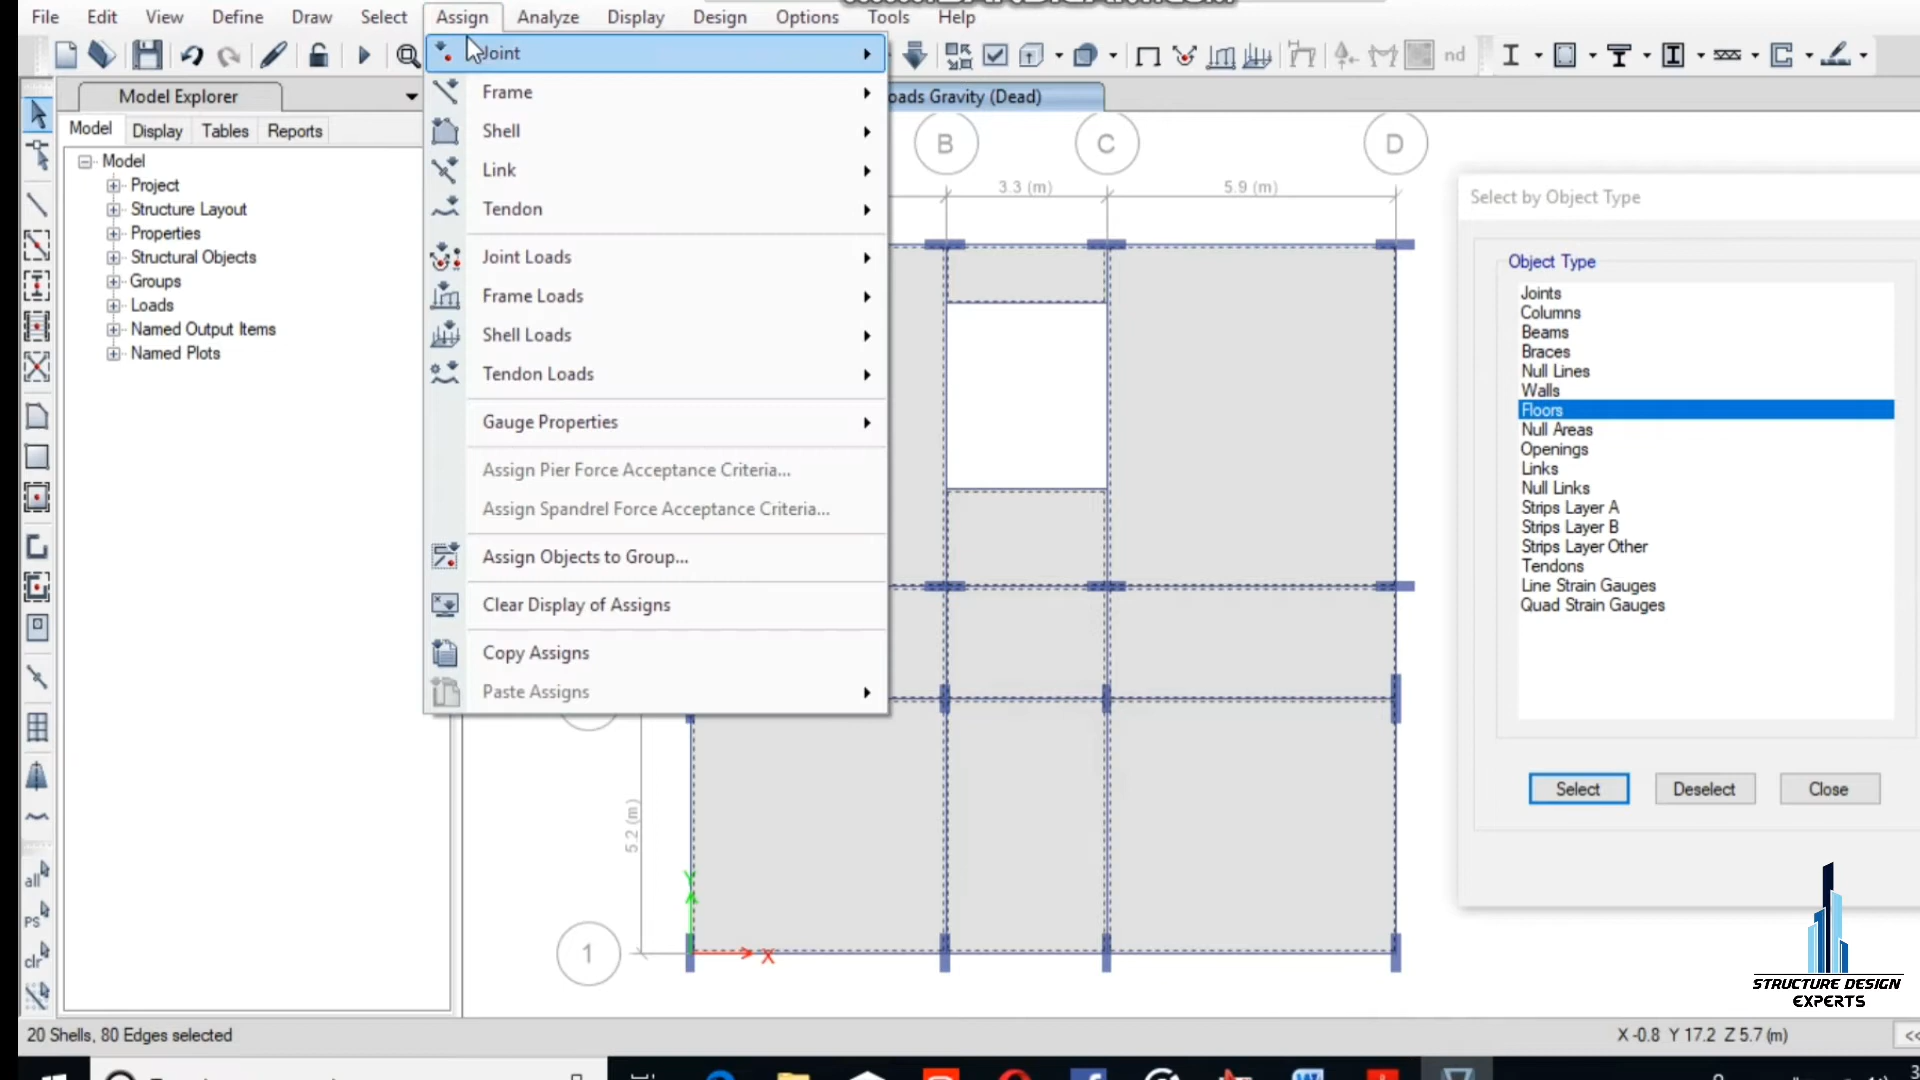 File Edit View Define Draw Select Assign Analyze Display Design Options Tools Help
nd
Model Explorer
Model Display Tables Reports
Model
Project
Structure Layout
Properties
Structural Objects
Groups
Loads
Named Output Items
Named Plots
Joint
Frame
Shell
Link
Tendon
Joint Loads
Frame Loads
Shell Loads
Tendon Loads
Gauge Properties
Assign Pier Force Acceptance Criteria...
Assign Spandrel Force Acceptance Criteria...
Assign Objects to Group...
Clear Display of Assigns
Copy Assigns
Paste Assigns
oads Gravity (Dead)
B C D
3.3 (m) 5.9 (m)
5.2 (m)
1
Y
X
Select by Object Type
Object Type
Joints
Columns
Beams
Braces
Null Lines
Walls
Floors
Null Areas
Openings
Links
Null Links
Strips Layer A
Strips Layer B
Strips Layer Other
Tendons
Line Strain Gauges
Quad Strain Gauges
Select Deselect Close
all
PS
clr
STRUCTURE DESIGN
EXPERTS
20 Shells, 80 Edges selected
X -0.8 Y 17.2 Z 5.7 (m)
<<